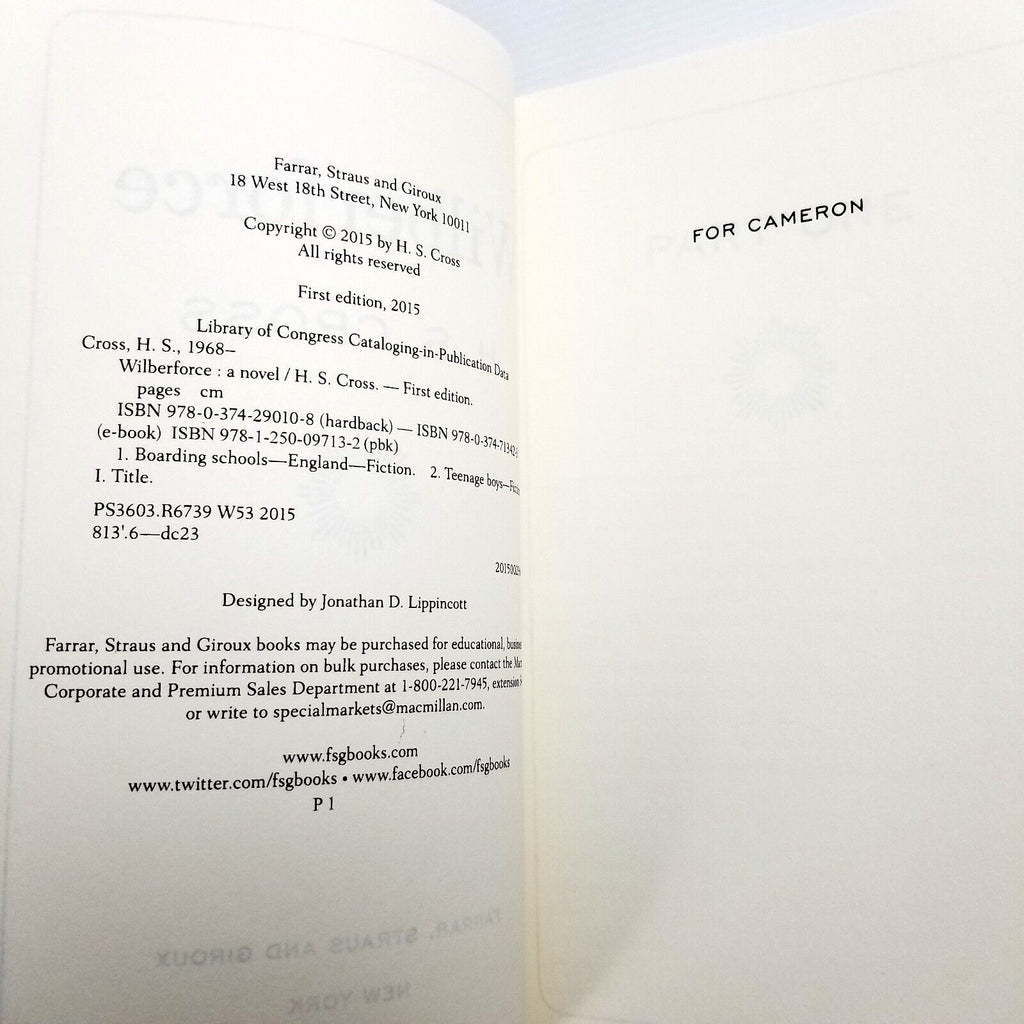 Farrar, Straus and Giroux
18 West 18th Street, New York 10011
Copyright © 2015 by H. S. Cross
All rights reserved
First edition, 2015
Library of Congress Cataloging-in-Publication Data
Cross, H. S., 1968–
Wilberforce : a novel / H. S. Cross. — First edition.
pages cm
ISBN 978-0-374-29010-8 (hardback) — ISBN
(e-book) ISBN 978-1-250-09713-2 (pbk)
1. Boarding schools—England—Fiction. 2. Teenage boys—
I. Title.
PS3603.R6739 W53 2015
813'.6—dc23
Designed by Jonathan D. Lippincott
Farrar, Straus and Giroux books may be purchased for educational,
promotional use. For information on bulk purchases, please contact the
Corporate and Premium Sales Department at 1-800-221-7945, extension
or write to specialmarkets@macmillan.com.
www.fsgbooks.com
www.twitter.com/fsgbooks • www.facebook.com/fsgbooks
P 1
FOR CAMERON